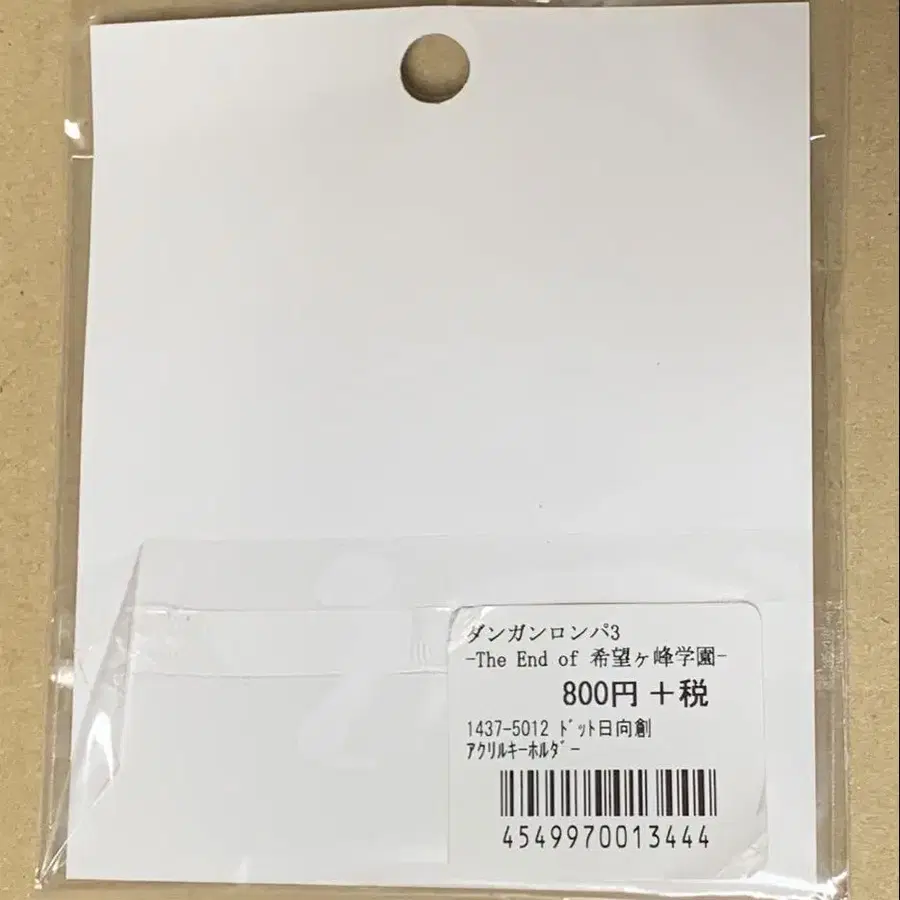 ダンガンロンパ3
-The End of 希望ヶ峰学園-
800円+税
1437-5012 ﾄﾞｯﾄ日向創
ｱｸﾘﾙｷｰﾎﾙﾀﾞｰ
4549970013444